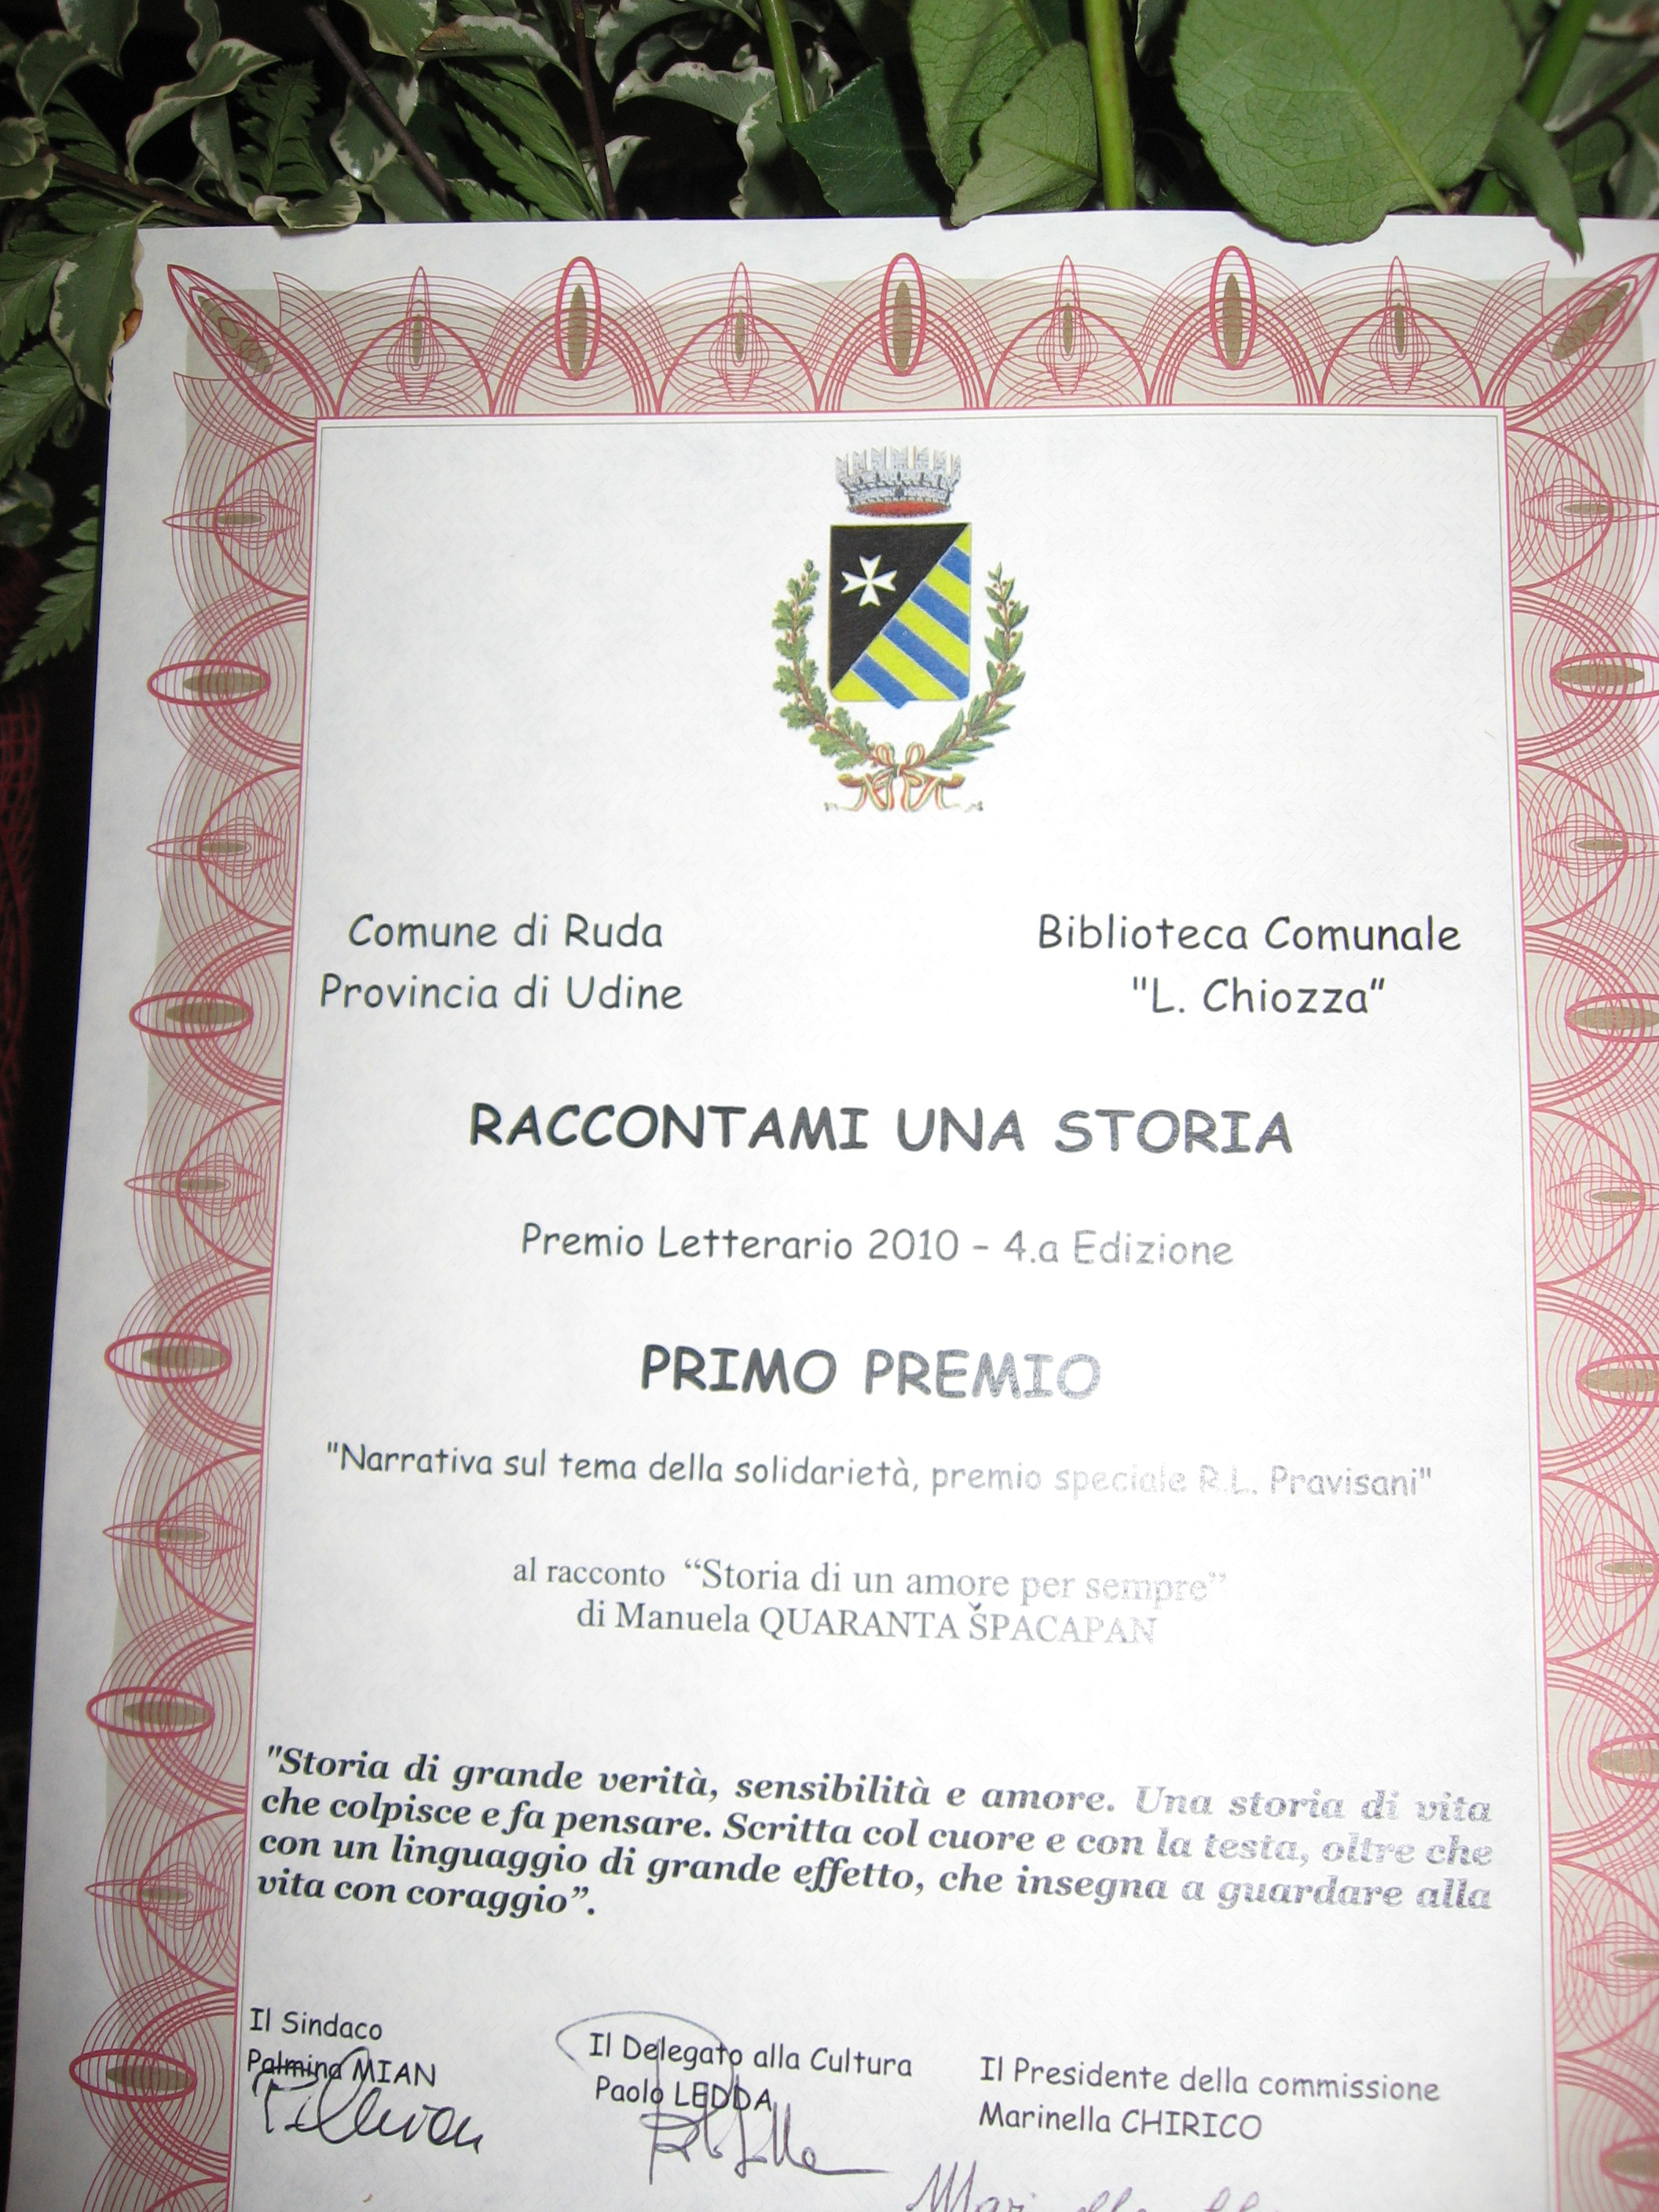 Comune di Ruda
Provincia di Udine
Biblioteca Comunale
"L. Chiozza"
RACCONTAMI UNA STORIA
Premio Letterario 2010 – 4.a Edizione
PRIMO PREMIO
"Narrativa sul tema della solidarietà, premio speciale R.L. Pravisani"
al racconto “Storia di un amore per sempre”
di Manuela QUARANTA ŠPACAPAN
"Storia di grande verità, sensibilità e amore. Una storia di vita
che colpisce e fa pensare. Scritta col cuore e con la testa, oltre che
con un linguaggio di grande effetto, che insegna a guardare alla
vita con coraggio”.
Il Sindaco
Palmina MIAN
Il Delegato alla Cultura
Paolo LEDDA
Il Presidente della commissione
Marinella CHIRICO